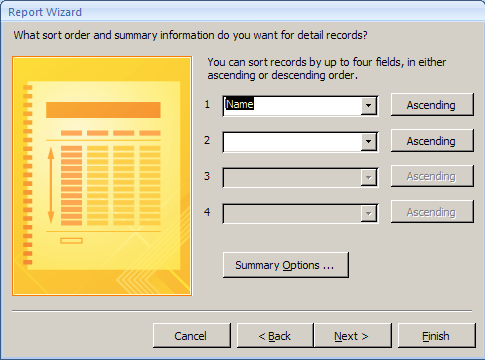 Report Wizard
What sort order and summary information do you want for detail records?
You can sort records by up to four fields, in either
ascending or descending order.
1 Name Ascending
2 Ascending
3 Ascending
4 Ascending
Summary Options ...
Cancel < Back Next > Finish